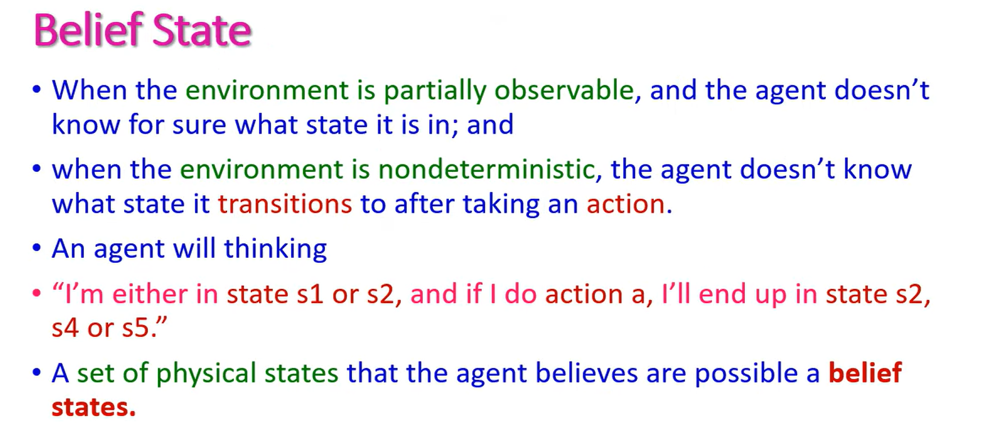 Belief State
• When the environment is partially observable, and the agent doesn’t
know for sure what state it is in; and
• when the environment is nondeterministic, the agent doesn’t know
what state it transitions to after taking an action.
• An agent will thinking
• “I’m either in state s1 or s2, and if I do action a, I’ll end up in state s2,
s4 or s5.”
• A set of physical states that the agent believes are possible a belief
states.